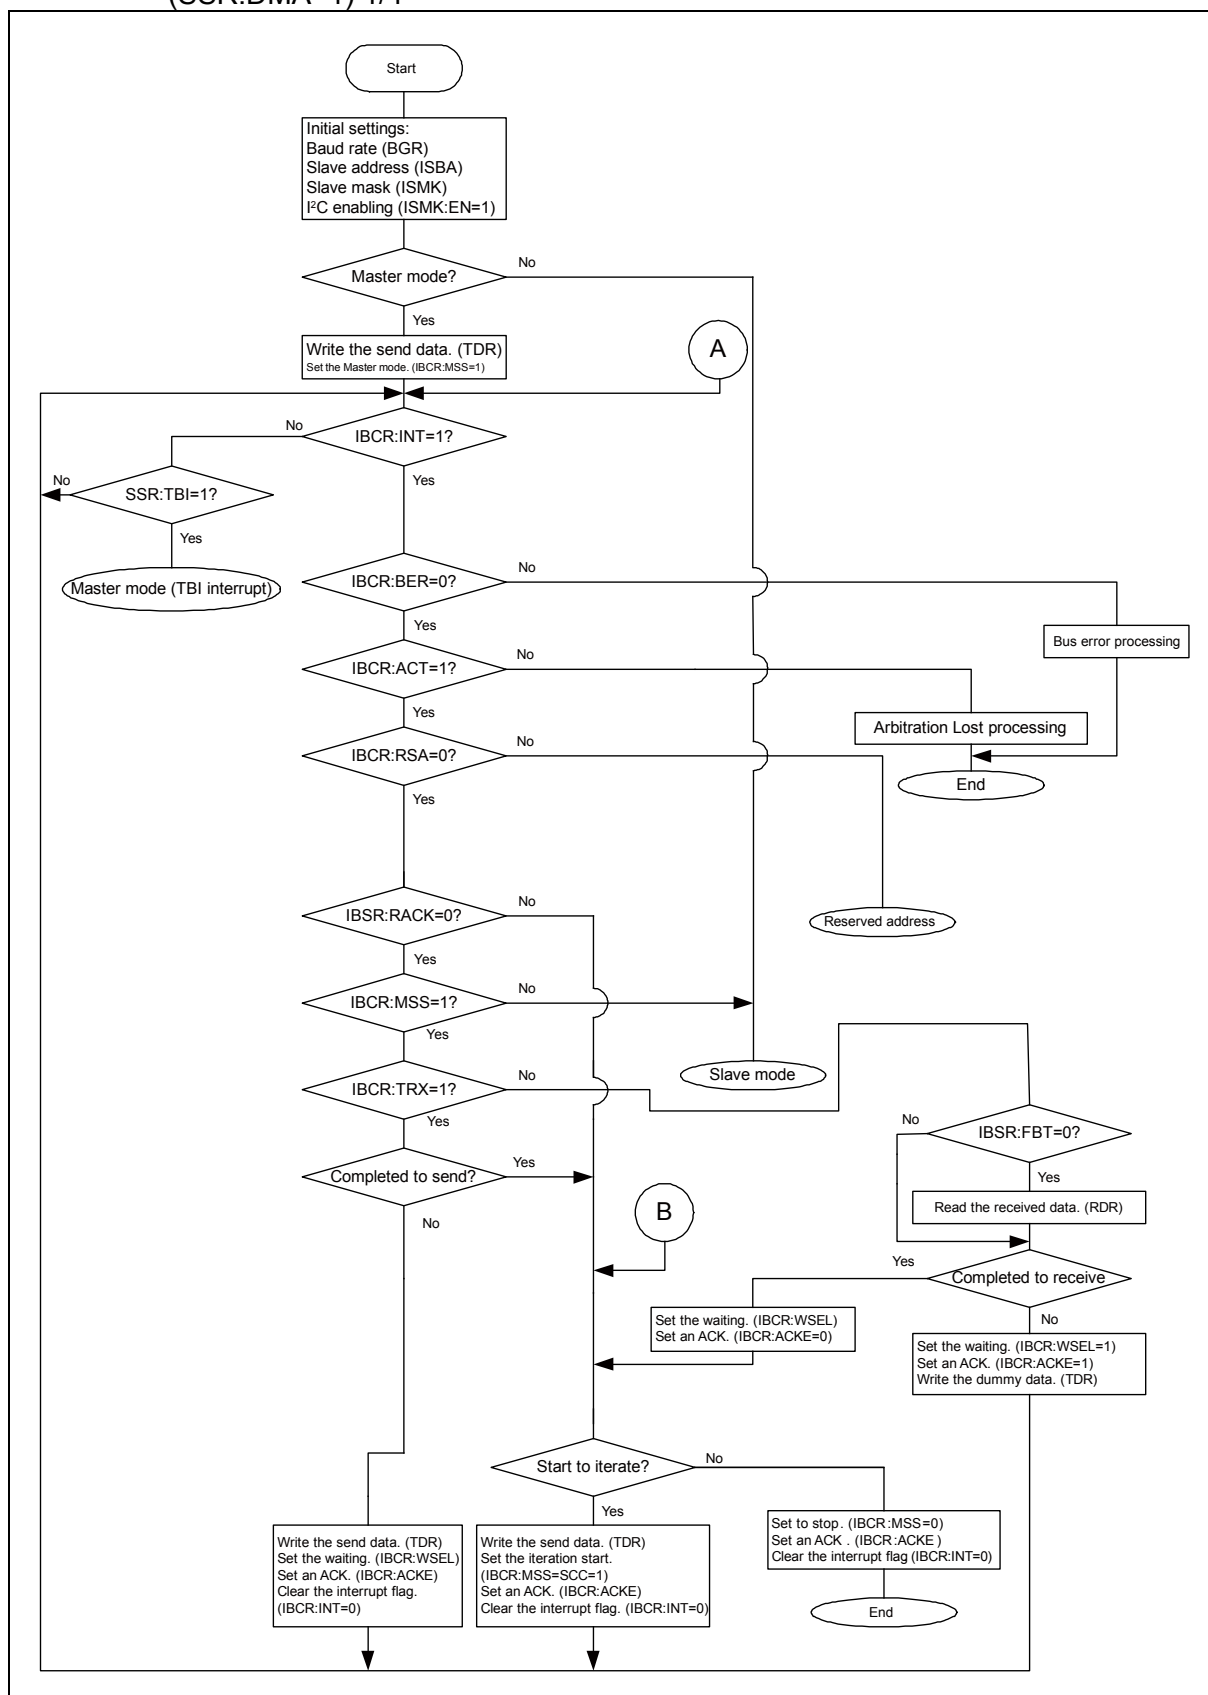 Start
Initial settings:
Baud rate (BGR)
Slave address (ISBA)
Slave mask (ISMK)
I²C enabling (ISMK:EN=1)
Master mode?
No
Yes
Write the send data. (TDR)
Set the Master mode. (IBCR:MSS=1)
A
No
IBCR:INT=1?
Yes
No
SSR:TBI=1?
Yes
Master mode (TBI interrupt)
IBCR:BER=0?
No
Yes
Bus error processing
IBCR:ACT=1?
No
Yes
Arbitration Lost processing
IBCR:RSA=0?
No
End
Yes
IBSR:RACK=0?
No
Reserved address
Yes
IBCR:MSS=1?
No
Yes
Slave mode
IBCR:TRX=1?
No
Yes
No
IBSR:FBT=0?
Yes
Completed to send?
Yes
No
B
Read the received data. (RDR)
Yes
Completed to receive
No
Set the waiting. (IBCR:WSEL)
Set an ACK. (IBCR:ACKE=0)
Set the waiting. (IBCR:WSEL=1)
Set an ACK. (IBCR:ACKE=1)
Write the dummy data. (TDR)
Start to iterate?
No
Yes
Write the send data. (TDR)
Set the waiting. (IBCR:WSEL)
Set an ACK. (IBCR:ACKE)
Clear the interrupt flag.
(IBCR:INT=0)
Write the send data. (TDR)
Set the iteration start.
(IBCR:MSS=SCC=1)
Set an ACK. (IBCR:ACKE)
Clear the interrupt flag. (IBCR:INT=0)
Set to stop. (IBCR:MSS=0)
Set an ACK . (IBCR:ACKE)
Clear the interrupt flag (IBCR:INT=0)
End